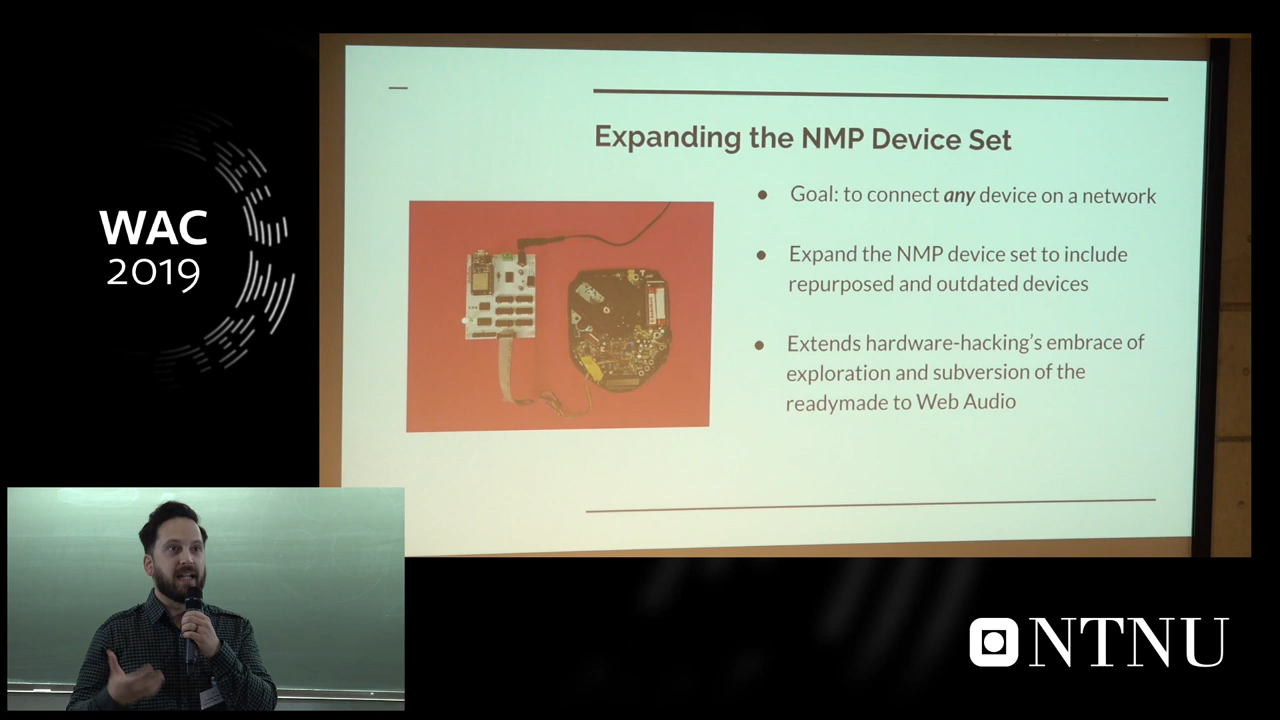 WAC
2019
Expanding the NMP Device Set
● Goal: to connect any device on a network
● Expand the NMP device set to include
repurposed and outdated devices
● Extends hardware-hacking's embrace of
exploration and subversion of the
readymade to Web Audio
NTNU